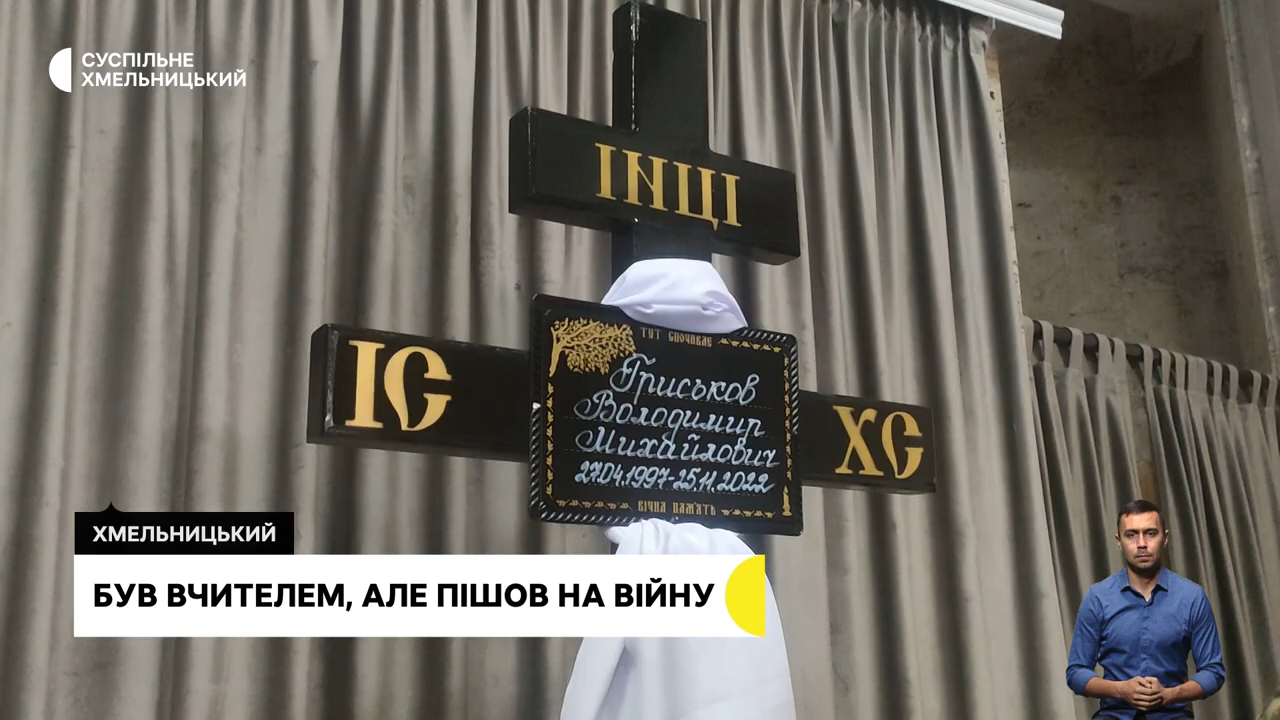 СУСПІЛЬНЕ
ХМЕЛЬНИЦЬКИЙ
ІНЦІ
ІС
ХС
ТУТ СПОЧИВАЄ
Гриськов
Володимир
Михайлович
27.04.1997-25.11.2022
ВІЧНА ПАМ'ЯТЬ
ХМЕЛЬНИЦЬКИЙ
БУВ ВЧИТЕЛЕМ, АЛЕ ПІШОВ НА ВІЙНУ